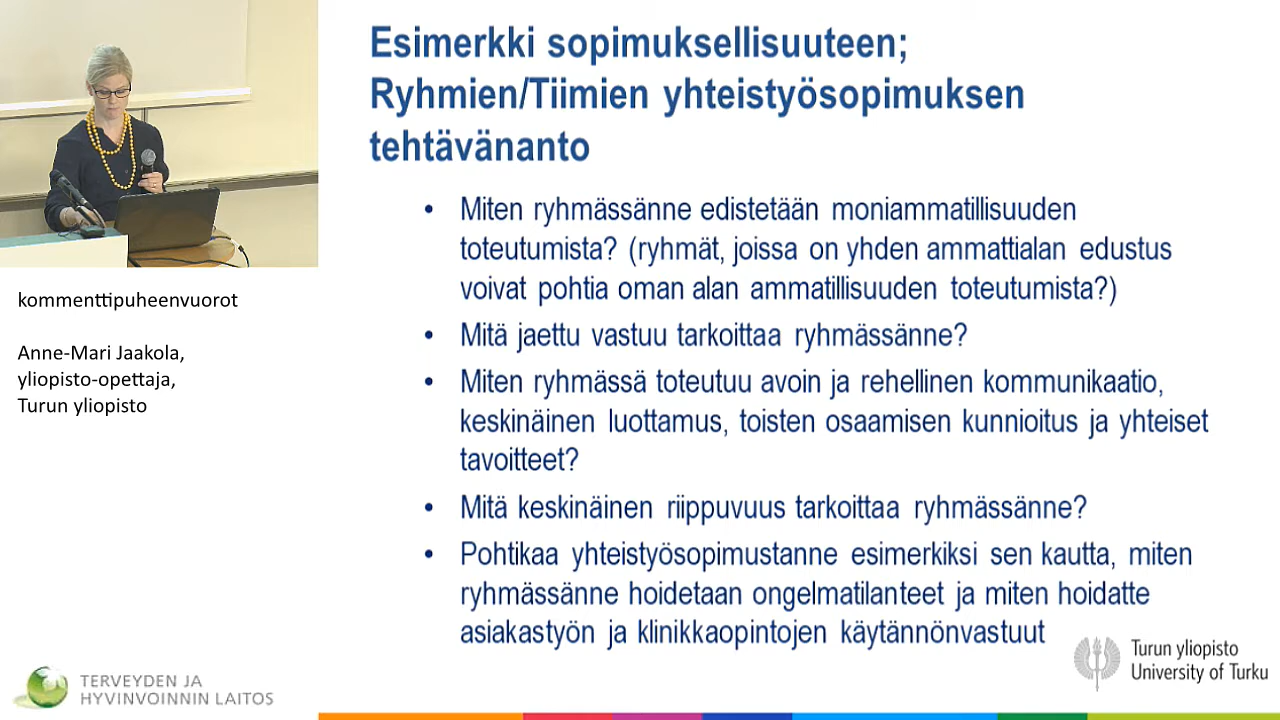 Esimerkki sopimuksellisuuteen;
Ryhmien/Tiimien yhteistyösopimuksen
tehtävänanto
• Miten ryhmässänne edistetään moniammatillisuuden
toteutumista? (ryhmät, joissa on yhden ammattialan edustus
voivat pohtia oman alan ammatillisuuden toteutumista?)
• Mitä jaettu vastuu tarkoittaa ryhmässänne?
• Miten ryhmässä toteutuu avoin ja rehellinen kommunikaatio,
keskinäinen luottamus, toisten osaamisen kunnioitus ja yhteiset
tavoitteet?
• Mitä keskinäinen riippuvuus tarkoittaa ryhmässänne?
• Pohtikaa yhteistyösopimustanne esimerkiksi sen kautta, miten
ryhmässänne hoidetaan ongelmatilanteet ja miten hoidatte
asiakastyön ja klinikkaopintojen käytännönvastuut
kommenttipuheenvuorot
Anne-Mari Jaakola,
yliopisto-opettaja,
Turun yliopisto
TERVEYDEN JA
HYVINVOINNIN LAITOS
Turun yliopisto
University of Turku